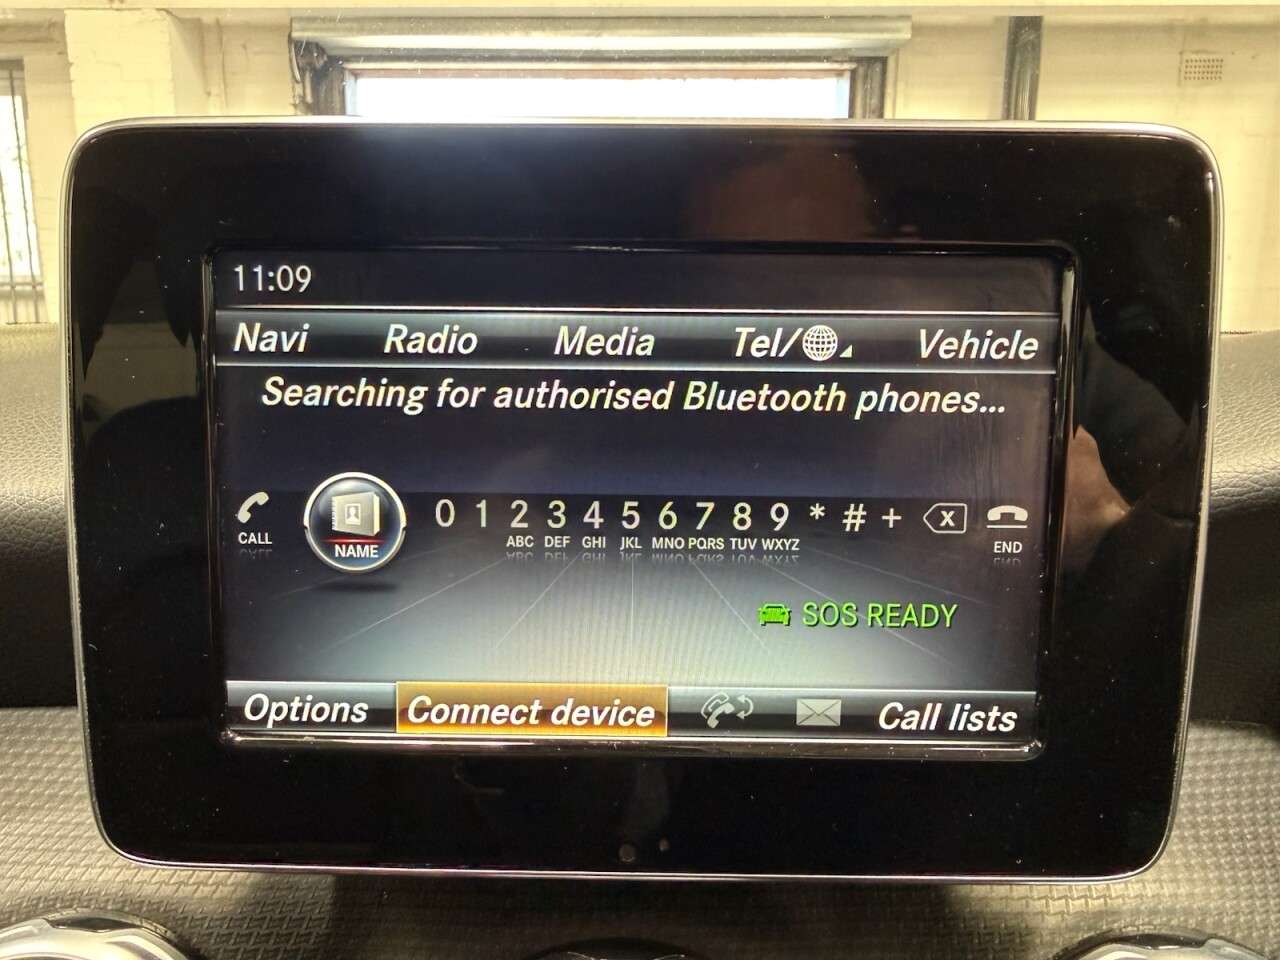 11:09
Navi Radio Media Tel/ Vehicle
Searching for authorised Bluetooth phones...
CALL NAME 0 1 2 3 4 5 6 7 8 9 * # + X END
ABC DEF GHI JKL MNO PQRS TUV WXYZ
SOS READY
Options Connect device Call lists